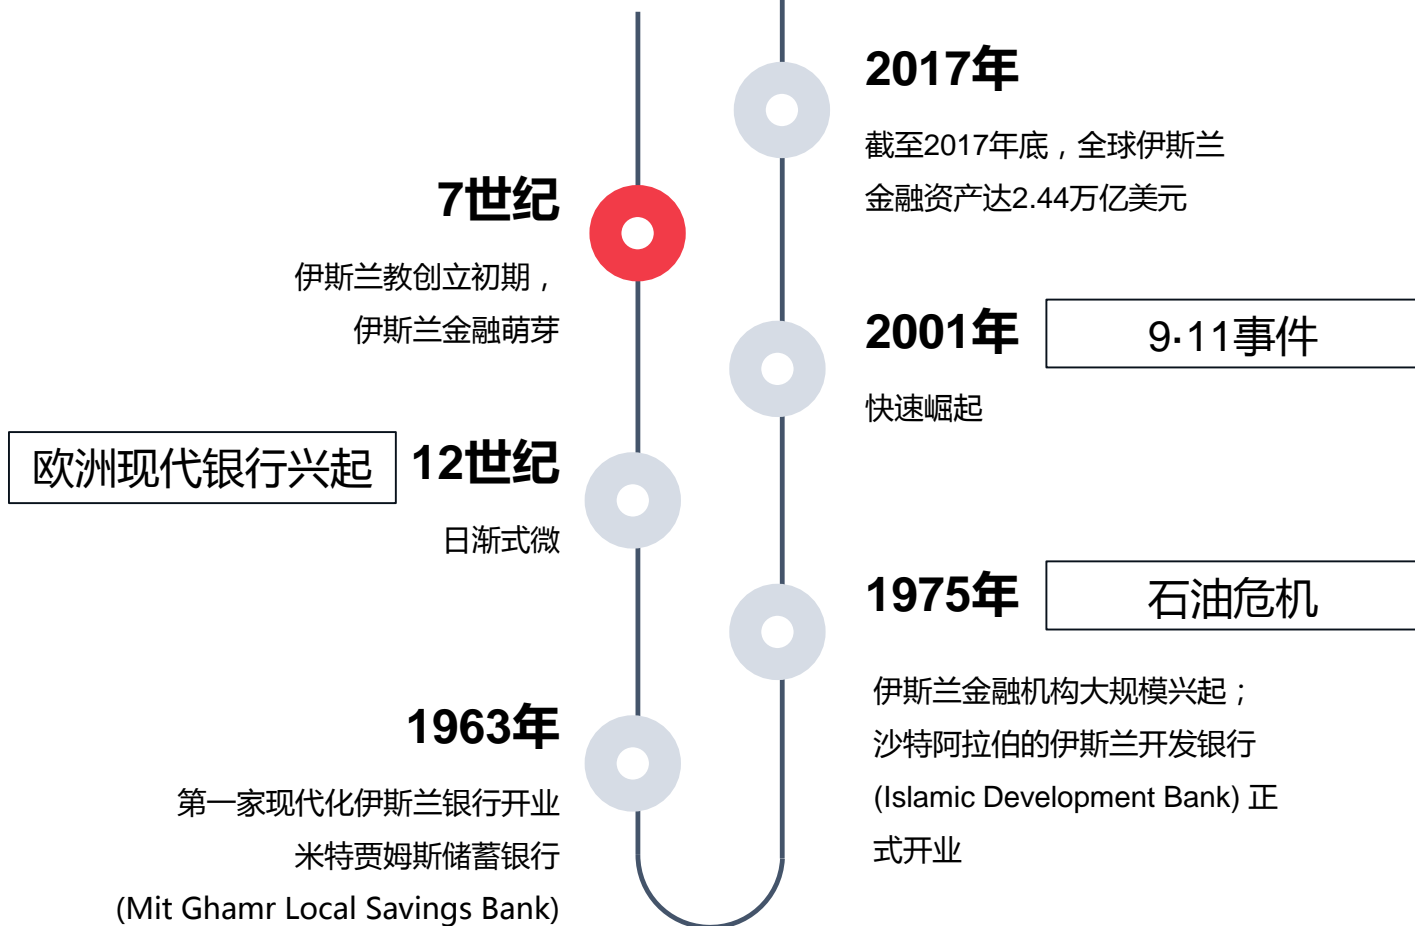 7世纪
伊斯兰教创立初期，
伊斯兰金融萌芽
欧洲现代银行兴起
12世纪
日渐式微
1963年
第一家现代化伊斯兰银行开业
米特贾姆斯储蓄银行
(Mit Ghamr Local Savings Bank)
1975年
石油危机
伊斯兰金融机构大规模兴起；
沙特阿拉伯的伊斯兰开发银行
(Islamic Development Bank) 正
式开业
2001年
9·11事件
快速崛起
2017年
截至2017年底，全球伊斯兰
金融资产达2.44万亿美元